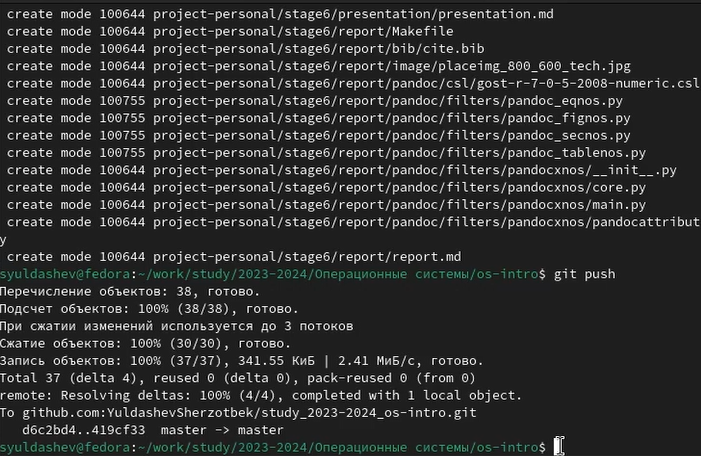 create mode 100644 project-personal/stage6/presentation/presentation.md
create mode 100644 project-personal/stage6/report/Makefile
create mode 100644 project-personal/stage6/report/bib/cite.bib
create mode 100644 project-personal/stage6/report/image/placeimg_800_600_tech.jpg
create mode 100644 project-personal/stage6/report/pandoc/csl/gost-r-7-0-5-2008-numeric.csl
create mode 100755 project-personal/stage6/report/pandoc/filters/pandoc_eqnos.py
create mode 100755 project-personal/stage6/report/pandoc/filters/pandoc_fignos.py
create mode 100755 project-personal/stage6/report/pandoc/filters/pandoc_secnos.py
create mode 100755 project-personal/stage6/report/pandoc/filters/pandoc_tablenos.py
create mode 100644 project-personal/stage6/report/pandoc/filters/pandocxnos/__init__.py
create mode 100644 project-personal/stage6/report/pandoc/filters/pandocxnos/core.py
create mode 100644 project-personal/stage6/report/pandoc/filters/pandocxnos/main.py
create mode 100644 project-personal/stage6/report/pandoc/filters/pandocxnos/pandocattribut
y
create mode 100644 project-personal/stage6/report/report.md
syuldashev@fedora:~/work/study/2023-2024/Операционные системы/os-intro$ git push
Перечисление объектов: 38, готово.
Подсчет объектов: 100% (38/38), готово.
При сжатии изменений используется до 3 потоков
Сжатие объектов: 100% (30/30), готово.
Запись объектов: 100% (37/37), 341.55 КиБ | 2.41 МиБ/с, готово.
Total 37 (delta 4), reused 0 (delta 0), pack-reused 0 (from 0)
remote: Resolving deltas: 100% (4/4), completed with 1 local object.
To github.com:YuldashevSherzotbek/study_2023-2024_os-intro.git
d6c2bd4..419cf33  master -> master
syuldashev@fedora:~/work/study/2023-2024/Операционные системы/os-intro$